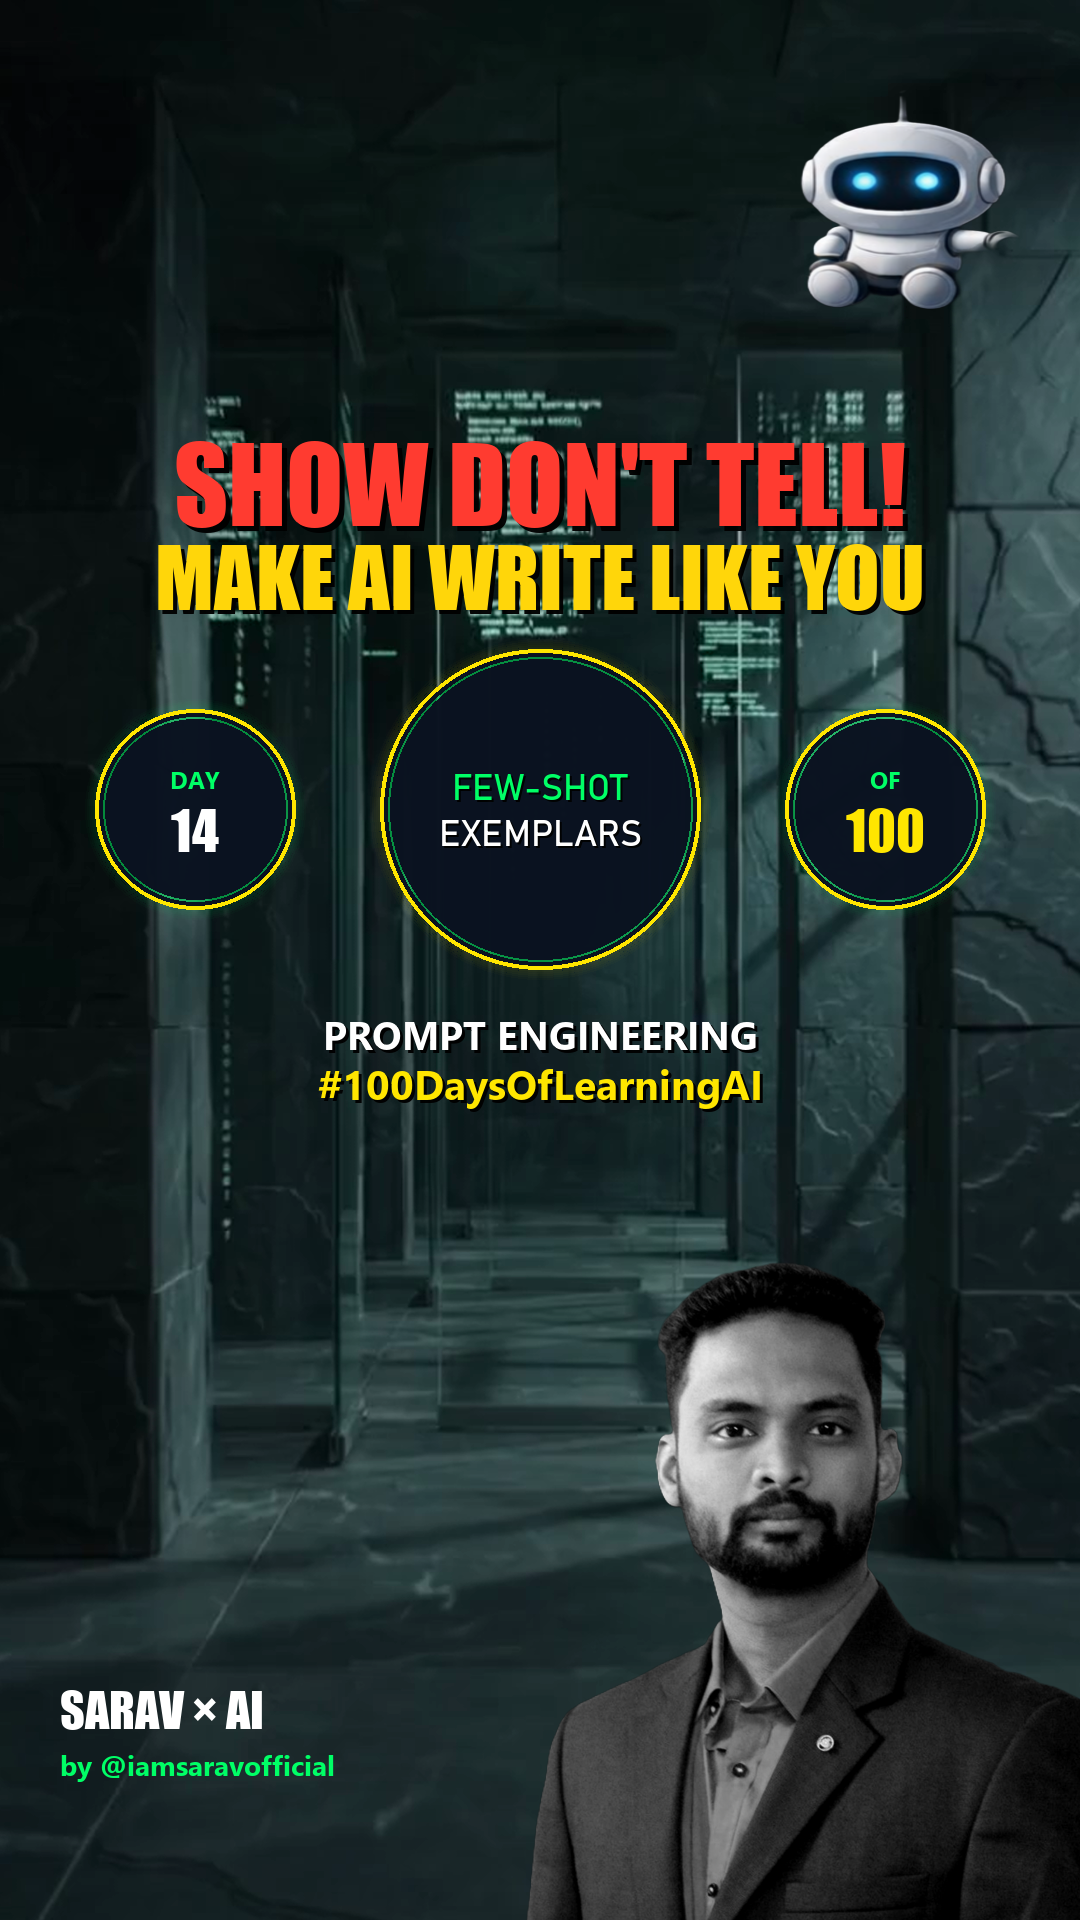 SHOW DON'T TELL!
MAKE AI WRITE LIKE YOU
DAY
14
FEW-SHOT
EXEMPLARS
OF
100
PROMPT ENGINEERING
#100DaysOfLearningAI
SARAV × AI
by @iamsaravofficial